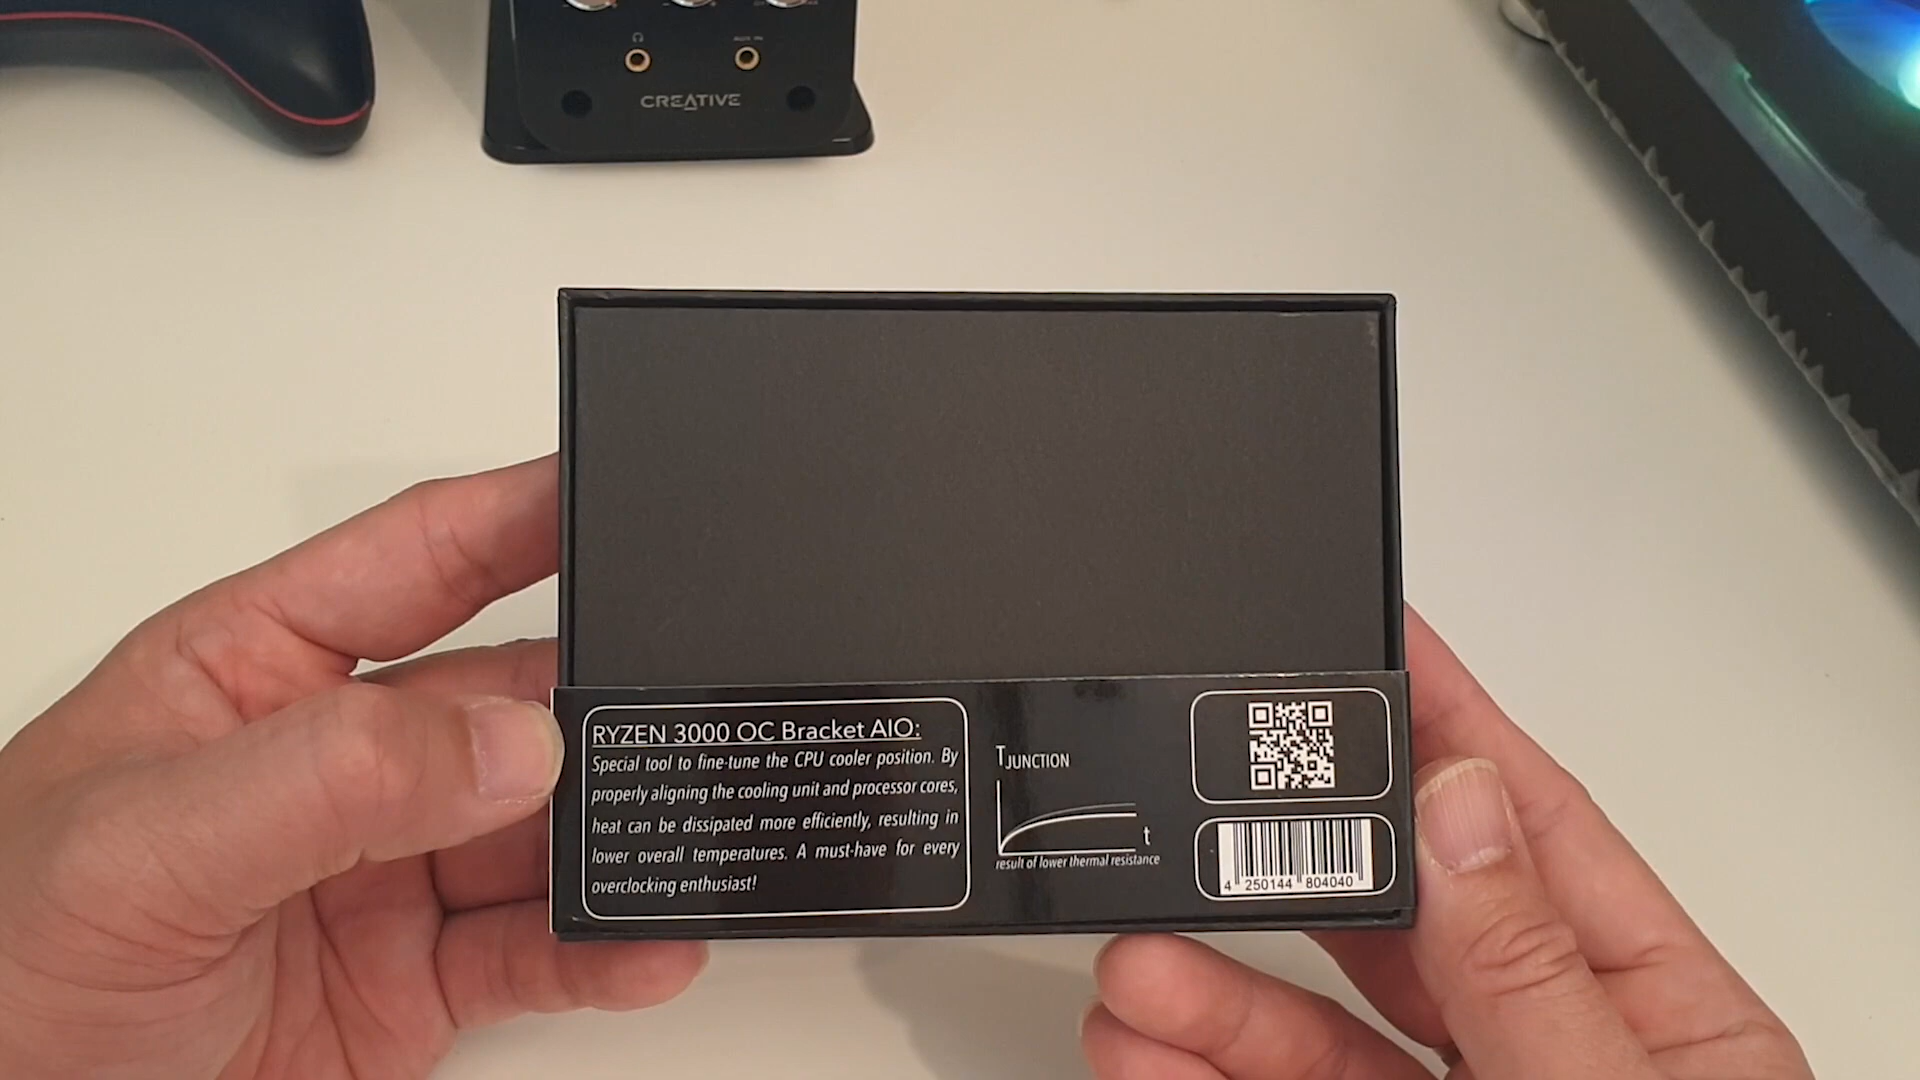 AUX IN
CREATIVE
RYZEN 3000 OC Bracket AIO:
Special tool to fine-tune the CPU cooler position. By
properly aligning the cooling unit and processor cores,
heat can be dissipated more efficiently, resulting in
lower overall temperatures. A must-have for every
overclocking enthusiast!
TJUNCTION
t
result of lower thermal resistance
4 250144 804040